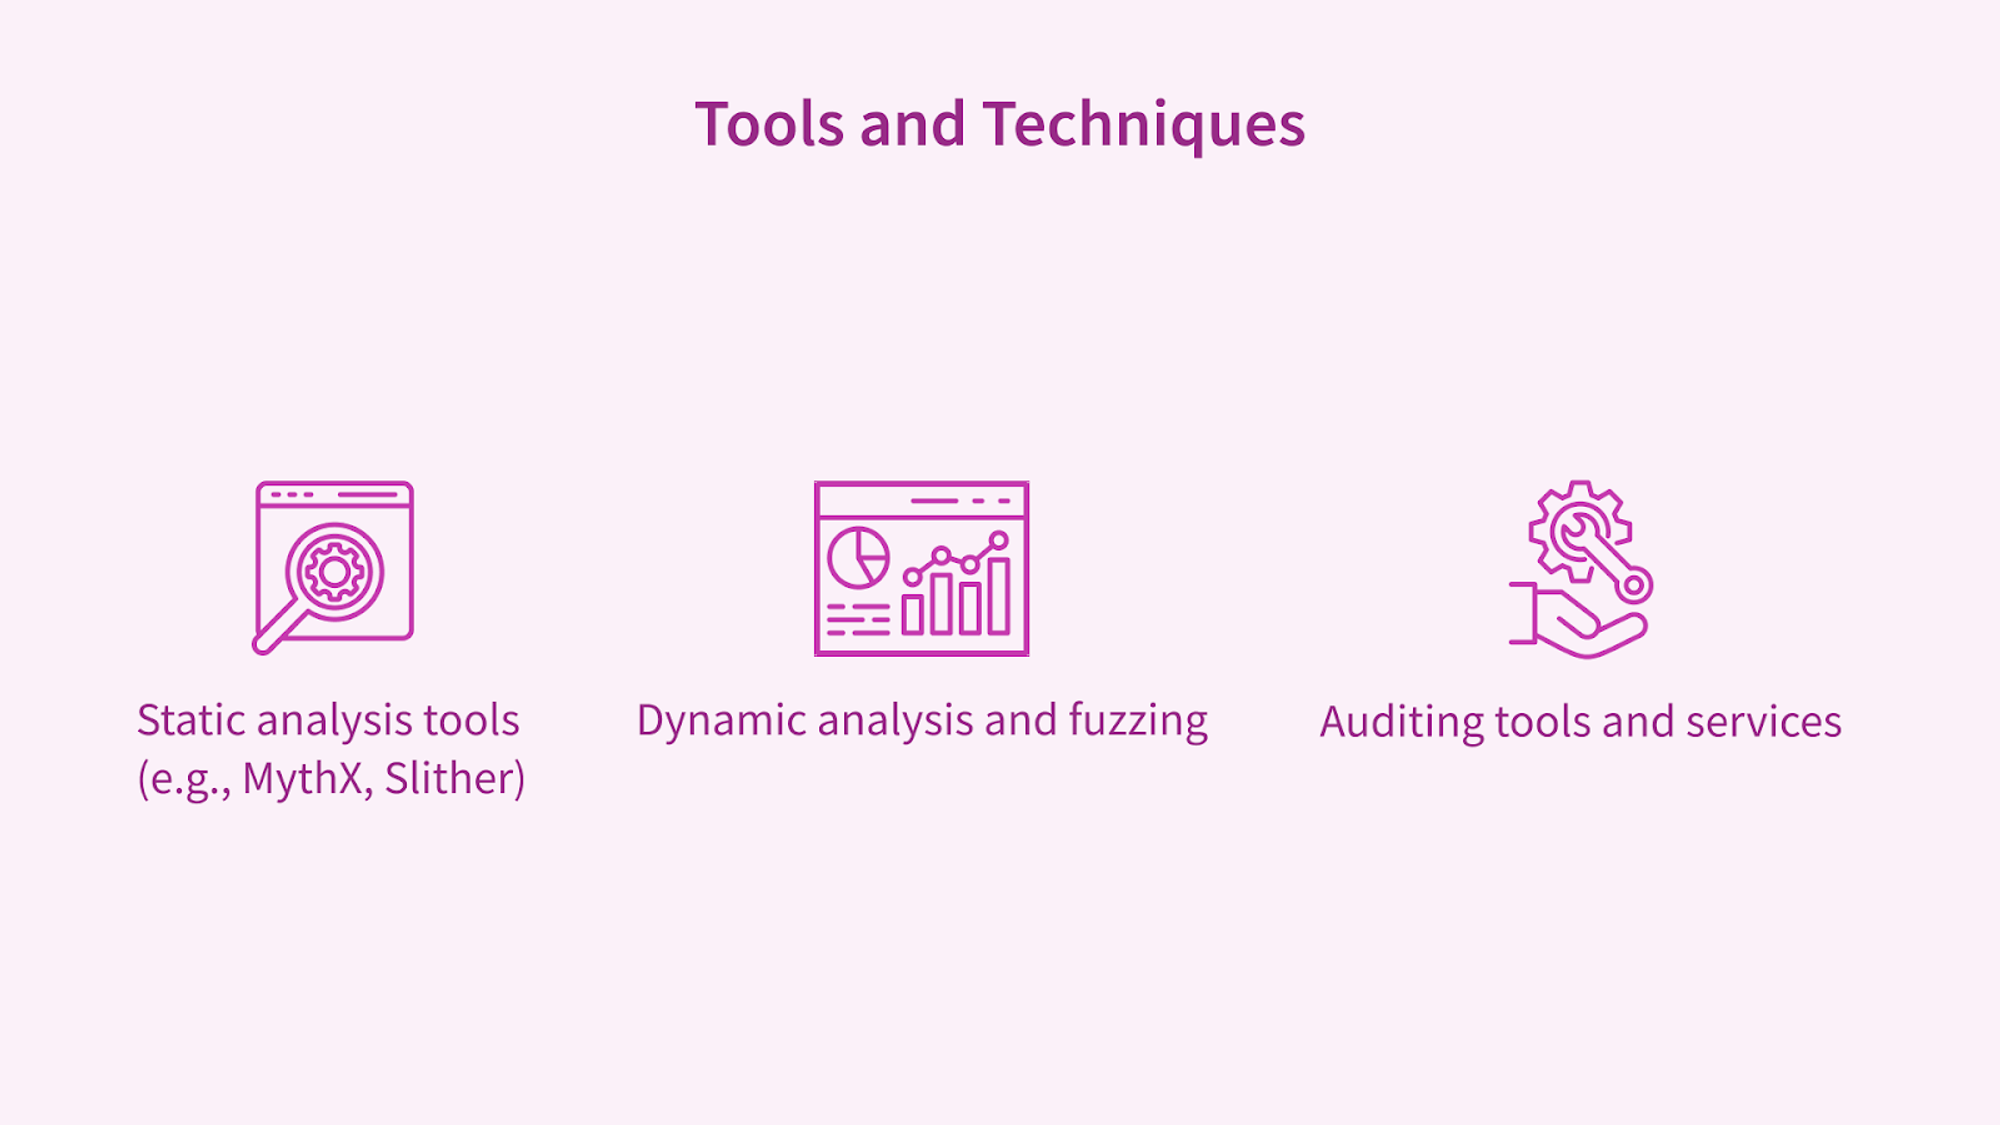 Tools and Techniques
Static analysis tools
(e.g., MythX, Slither)
Dynamic analysis and fuzzing
Auditing tools and services